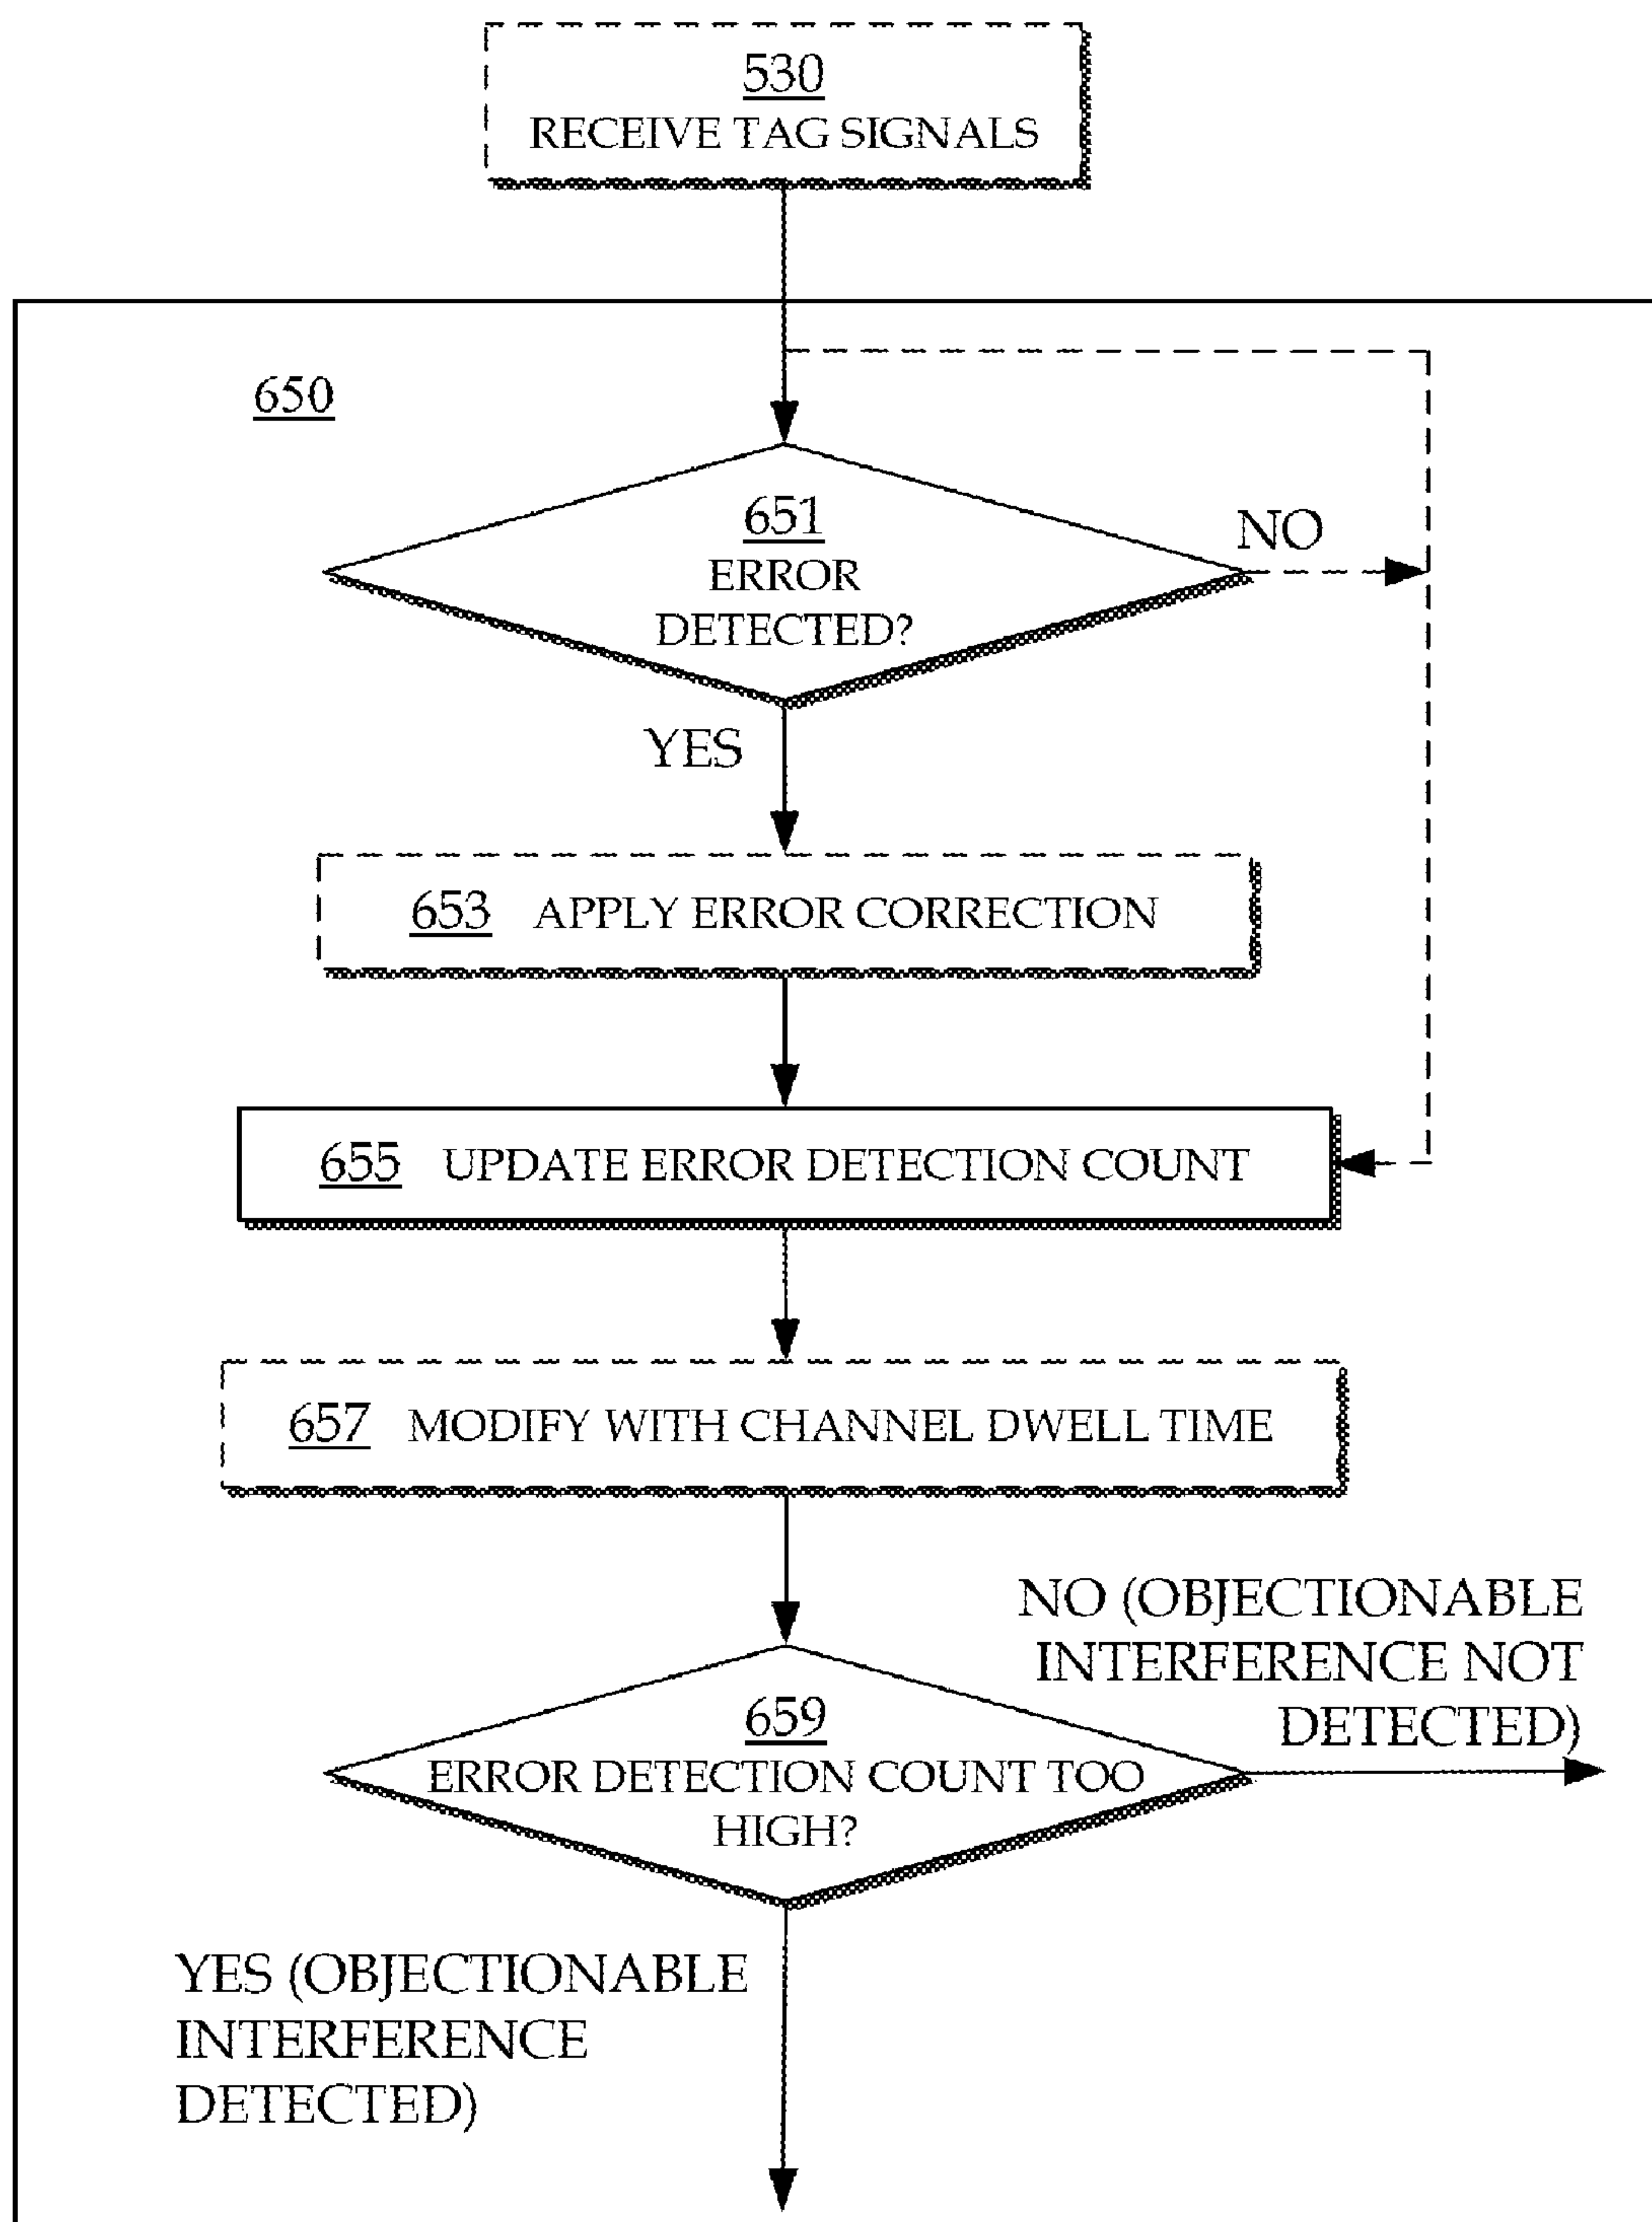 530
RECEIVE TAG SIGNALS
650
651
ERROR
DETECTED?
NO
YES
653 APPLY ERROR CORRECTION
655 UPDATE ERROR DETECTION COUNT
657 MODIFY WITH CHANNEL DWELL TIME
NO (OBJECTIONABLE
INTERFERENCE NOT
DETECTED)
659
ERROR DETECTION COUNT TOO
HIGH?
YES (OBJECTIONABLE
INTERFERENCE
DETECTED)